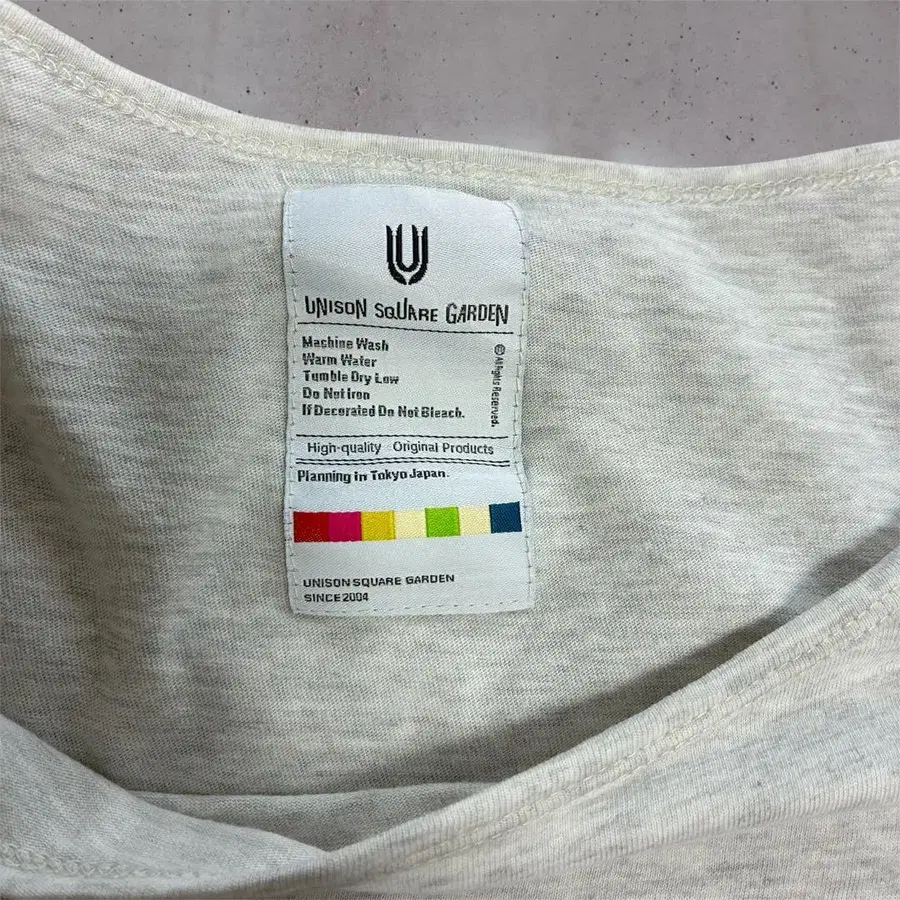 UNISON SQUARE GARDEN
Machine Wash
Warm Water
Tumble Dry Low
Do Not Iron
If Decorated Do Not Bleach.
All Rights Reserved.
High-quality Original Products
Planning in Tokyo Japan.
UNISON SQUARE GARDEN
SINCE 2004